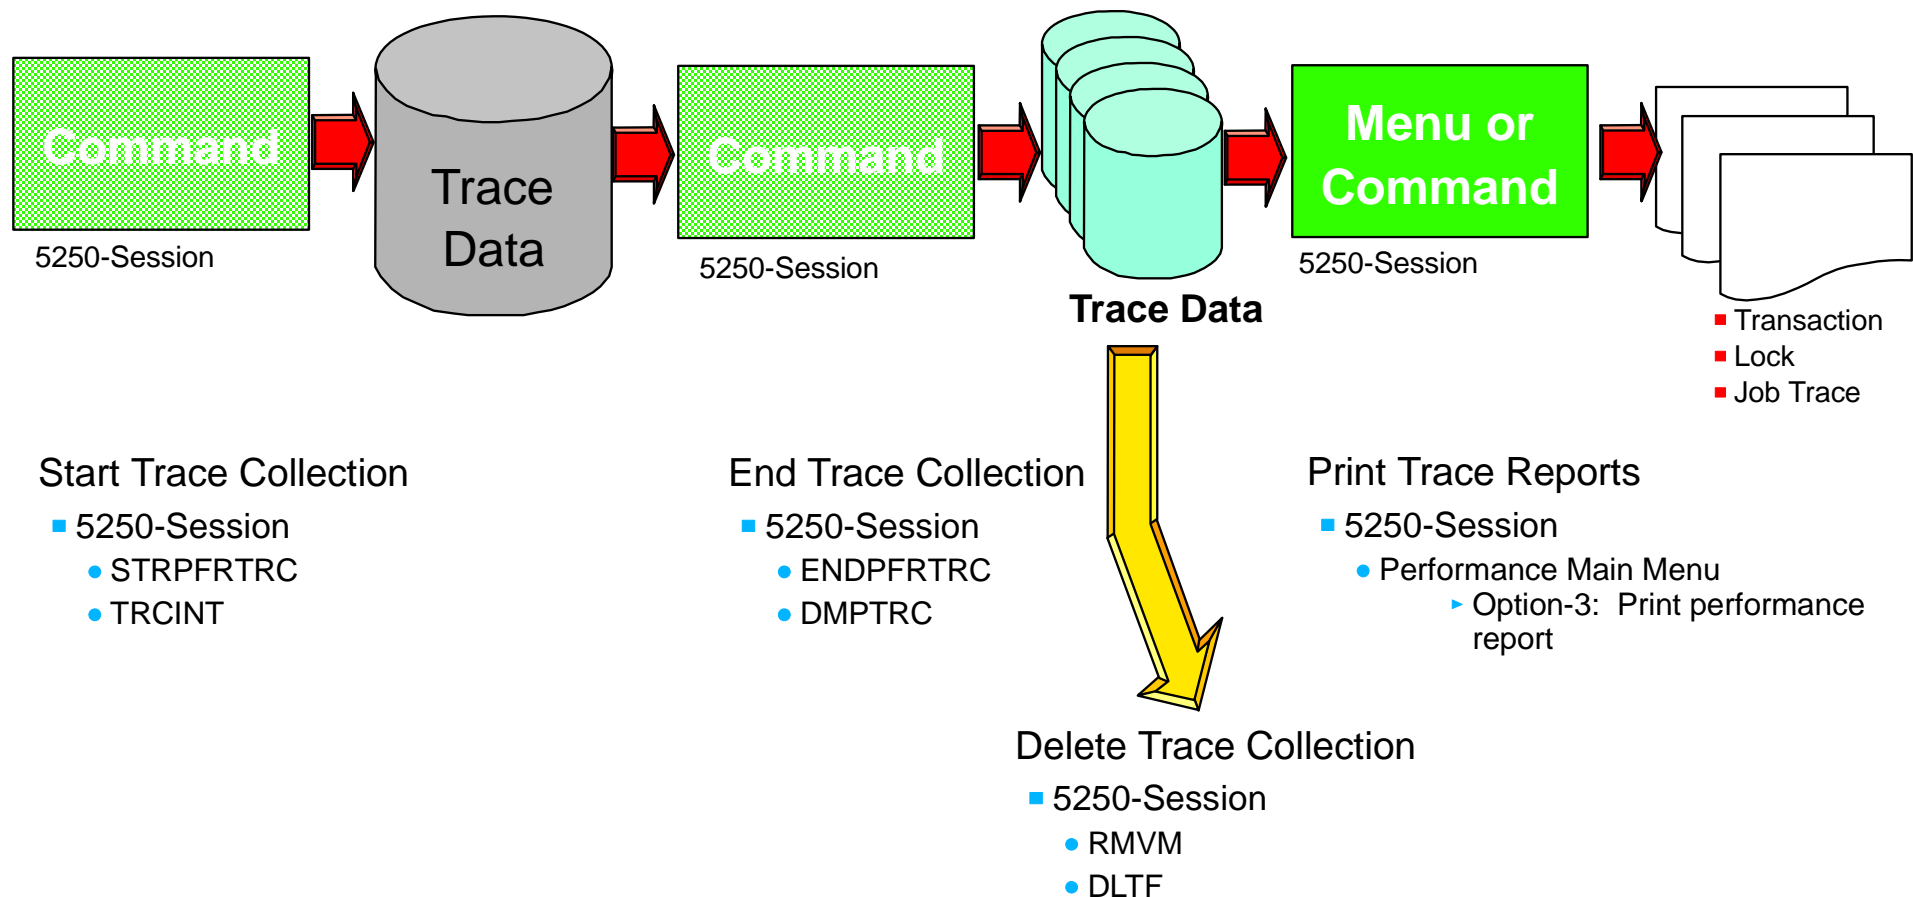 Command
5250-Session
Trace
Data
Command
5250-Session
Trace Data
Menu or
Command
5250-Session
Transaction
Lock
Job Trace
Start Trace Collection
5250-Session
STRPFRTRC
TRCINT
End Trace Collection
5250-Session
ENDPFRTRC
DMPTRC
Print Trace Reports
5250-Session
Performance Main Menu
Option-3: Print performance
report
Delete Trace Collection
5250-Session
RMVM
DLTF